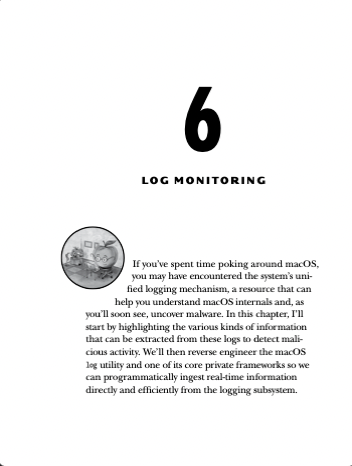 6
LOG MONITORING
If you've spent time poking around macOS,
you may have encountered the system's uni-
fied logging mechanism, a resource that can
help you understand macOS internals and, as
you'll soon see, uncover malware. In this chapter, I'll
start by highlighting the various kinds of information
that can be extracted from these logs to detect mali-
cious activity. We'll then reverse engineer the macOS
log utility and one of its core private frameworks so we
can programmatically ingest real-time information
directly and efficiently from the logging subsystem.